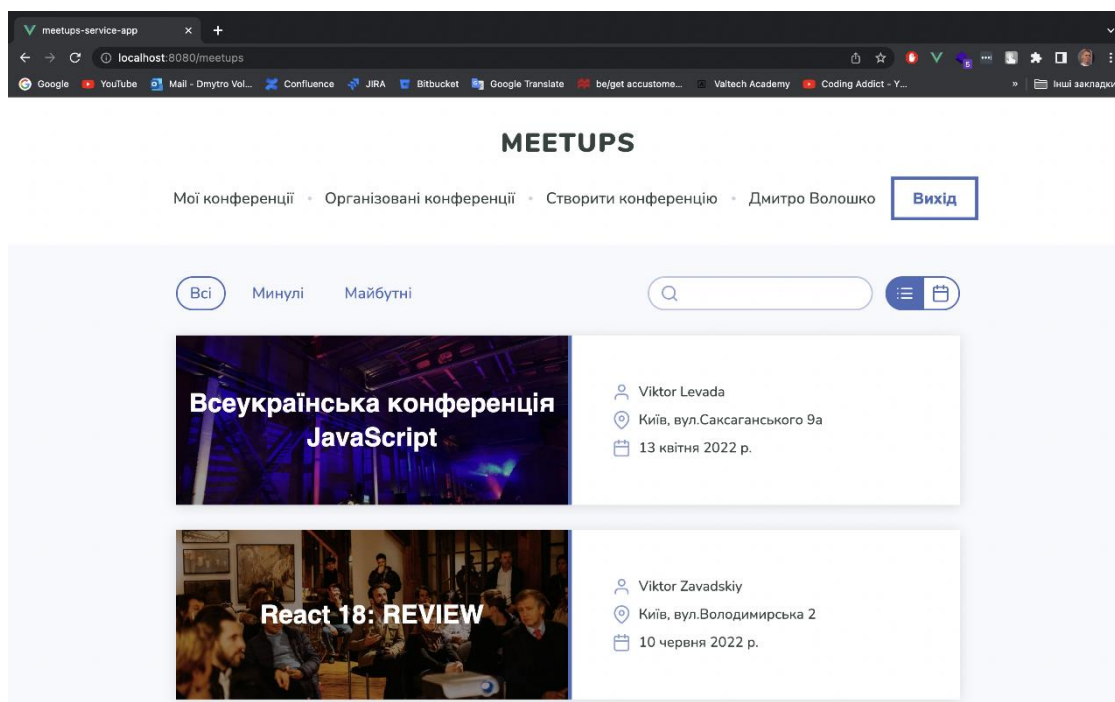 meetups-service-app
localhost:8080/meetups
Google YouTube Mail - Dmytro Vol... Confluence JIRA Bitbucket Google Translate be/get accustome... Valtech Academy Coding Addict - Y... » Інші закладки
MEETUPS
Мої конференції Організовані конференції Створити конференцію Дмитро Волошко Вихід
Всі Минулі Майбутні
Всеукраїнська конференція
JavaScript
Viktor Levada
Київ, вул.Саксаганського 9а
13 квітня 2022 р.
React 18: REVIEW
Viktor Zavadskiy
Київ, вул.Володимирська 2
10 червня 2022 р.